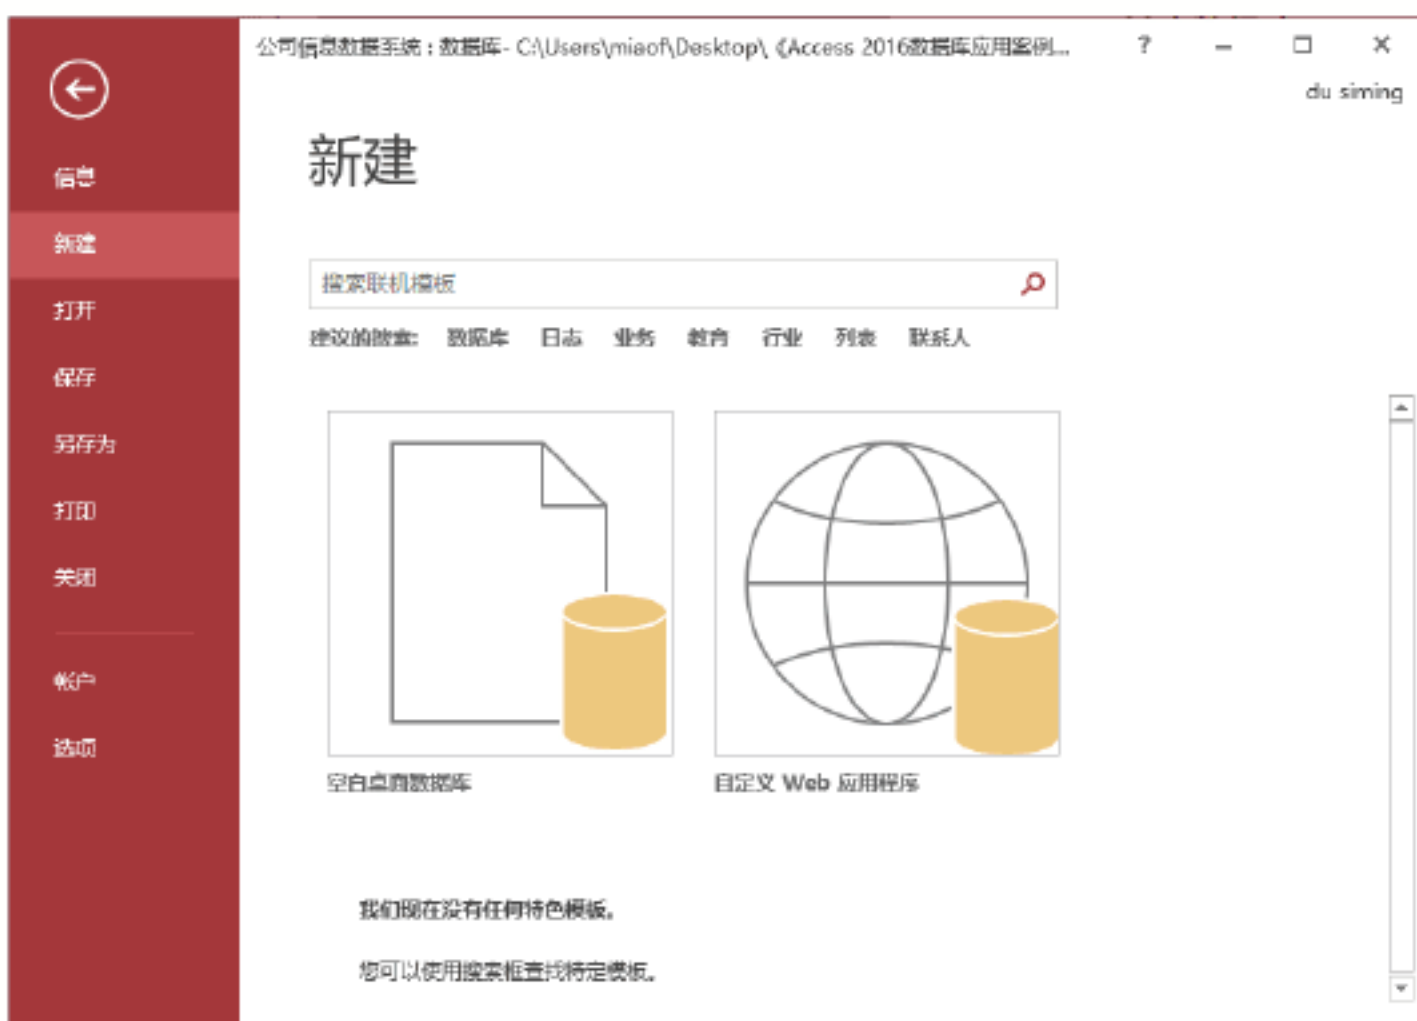 公司信息数据系统 : 数据库- C:\Users\miaof\Desktop\《Access 2016数据库应用案例...
?
du siming
信息
新建
打开
保存
另存为
打印
关闭
帐户
选项
新建
搜索联机模板
建议的搜索: 数据库 日志 业务 教育 行业 列表 联系人
空白桌面数据库
自定义 Web 应用程序
我们现在没有任何特色模板。
您可以使用搜索框查找特定模板。